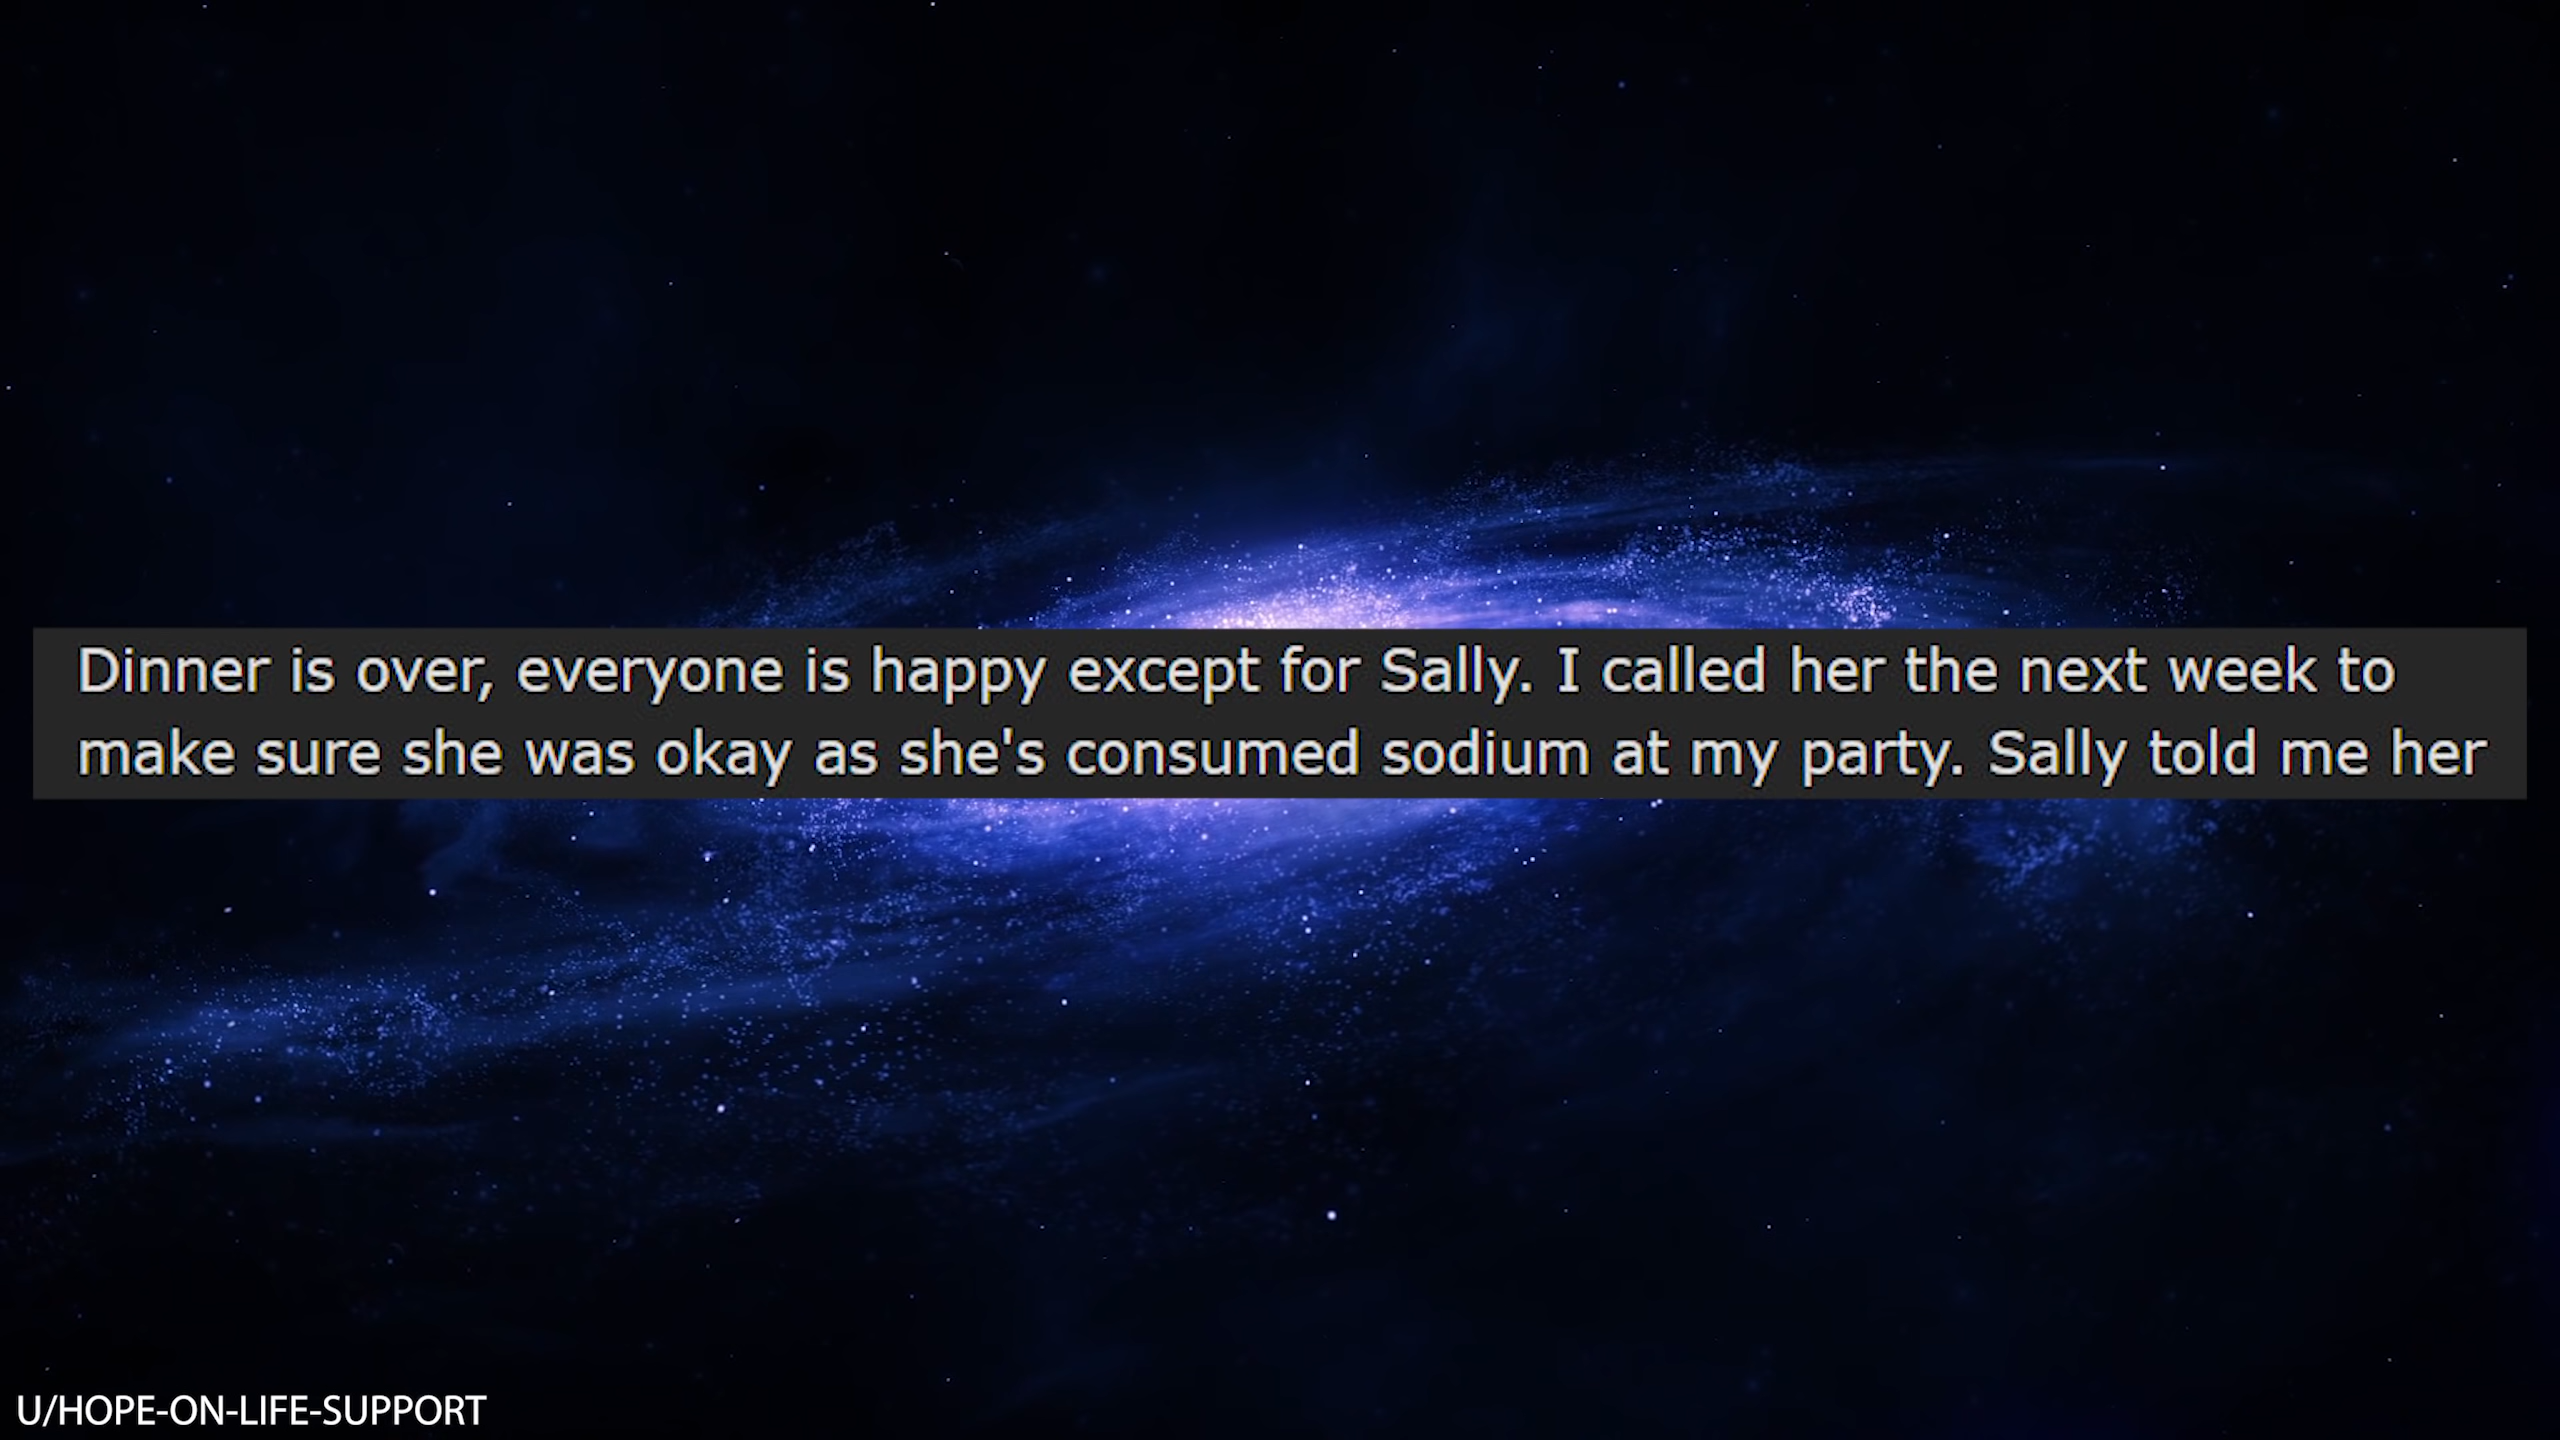 Dinner is over, everyone is happy except for Sally. I called her the next week to
make sure she was okay as she's consumed sodium at my party. Sally told me her
U/HOPE-ON-LIFE-SUPPORT